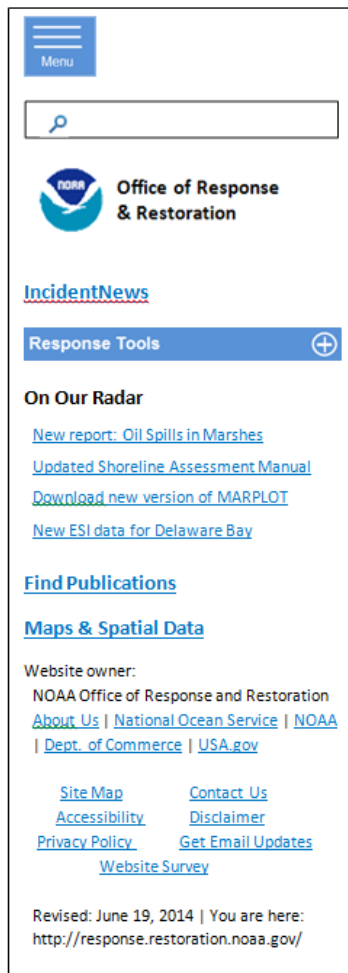 Menu
NOAA
Office of Response
& Restoration
IncidentNews
Response Tools
On Our Radar
New report: Oil Spills in Marshes
Updated Shoreline Assessment Manual
Download new version of MARPLOT
New ESI data for Delaware Bay
Find Publications
Maps & Spatial Data
Website owner:
NOAA Office of Response and Restoration
About Us | National Ocean Service | NOAA
| Dept. of Commerce | USA.gov
Site Map Contact Us
Accessibility Disclaimer
Privacy Policy Get Email Updates
Website Survey
Revised: June 19, 2014 | You are here:
http://response.restoration.noaa.gov/